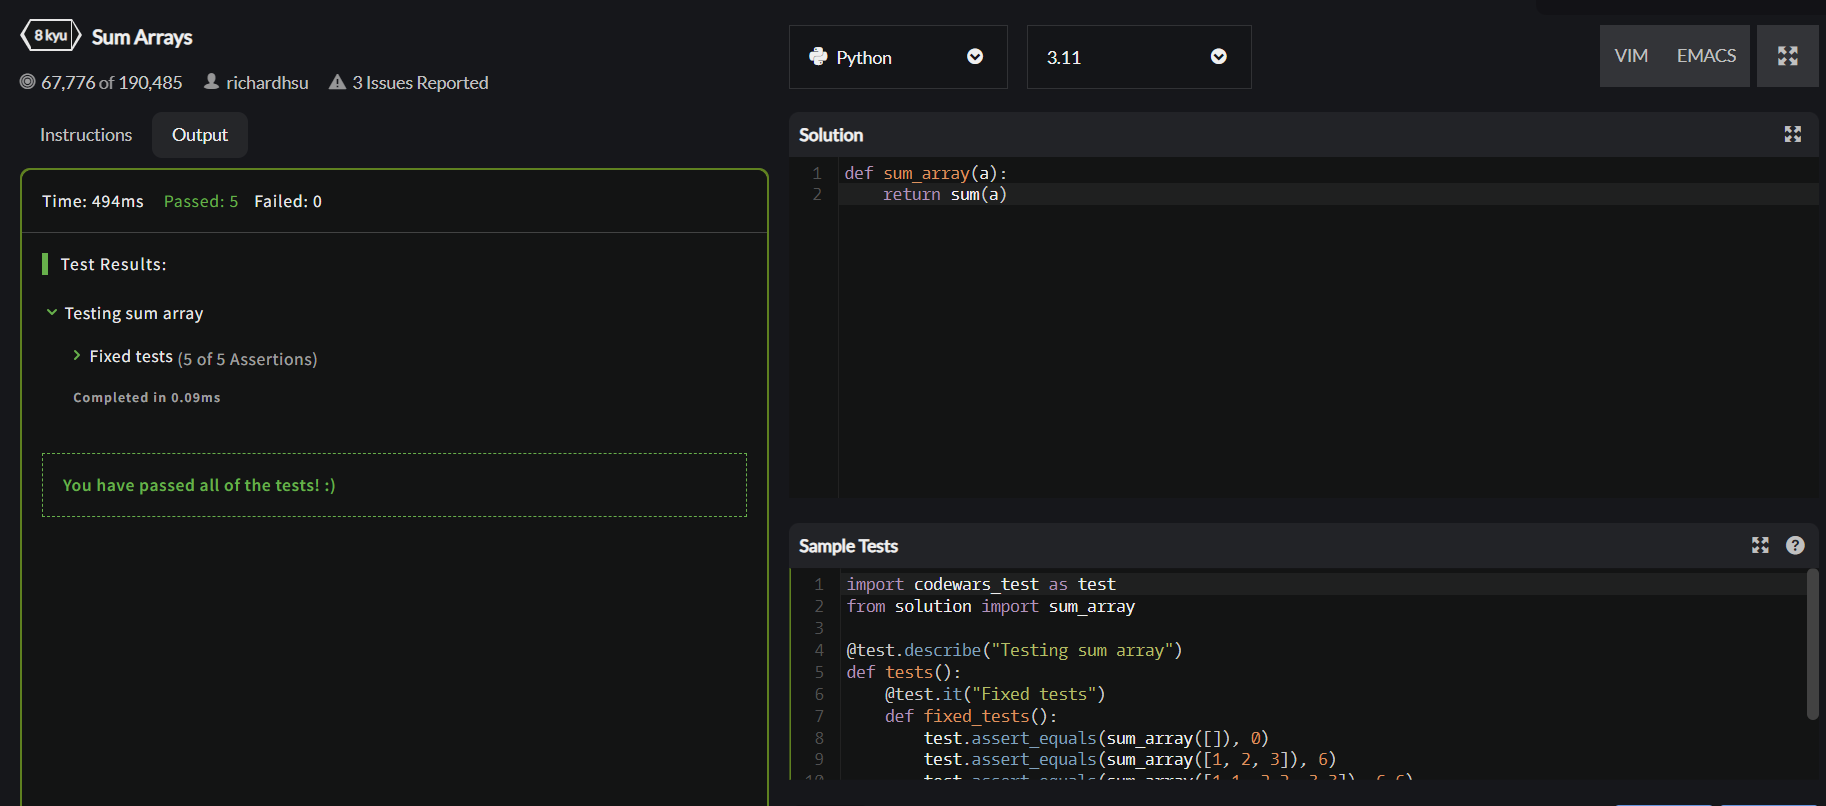 8 kyu Sum Arrays
67,776 of 190,485 richardhsu 3 Issues Reported
Instructions Output
Time: 494ms Passed: 5 Failed: 0
Test Results:
Testing sum array
Fixed tests (5 of 5 Assertions)
Completed in 0.09ms
You have passed all of the tests! :)
Python 3.11 VIM EMACS
Solution
1 def sum_array(a):
2     return sum(a)
Sample Tests ?
1 import codewars_test as test
2 from solution import sum_array
3
4 @test.describe("Testing sum array")
5 def tests():
6     @test.it("Fixed tests")
7     def fixed_tests():
8         test.assert_equals(sum_array([]), 0)
9         test.assert_equals(sum_array([1, 2, 3]), 6)
10         test.assert_equals(sum_array([